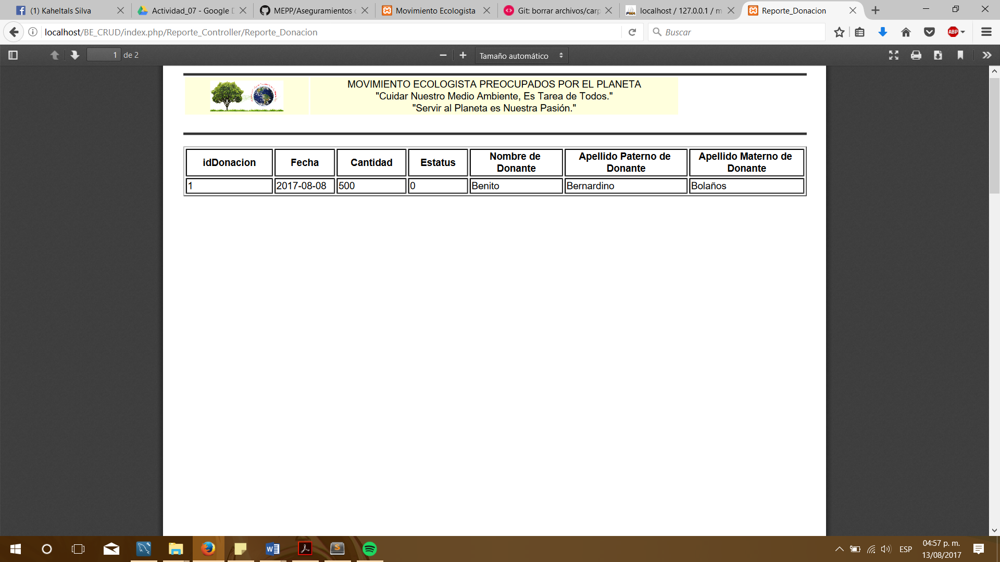 (1) Kaheltals Silva
Actividad_07 - Google D
MEPP/Aseguramientos
Movimiento Ecologista
Git: borrar archivos/carp
localhost / 127.0.0.1 / m
Reporte_Donacion
localhost/BE_CRUD/index.php/Reporte_Controller/Reporte_Donacion
Buscar
ABP
1 de 2
Tamaño automático
MOVIMIENTO ECOLOGISTA PREOCUPADOS POR EL PLANETA
"Cuidar Nuestro Medio Ambiente, Es Tarea de Todos."
"Servir al Planeta es Nuestra Pasión."
idDonacion Fecha Cantidad Estatus Nombre de Donante Apellido Paterno de Donante Apellido Materno de Donante
1 2017-08-08 500 0 Benito Bernardino Bolaños
ESP
04:57 p. m.
13/08/2017